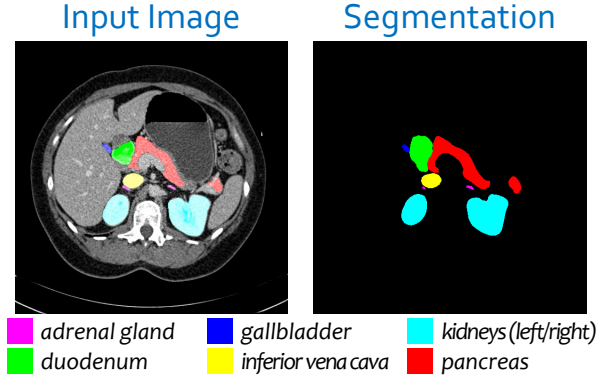 Input Image Segmentation
adrenal gland gallbladder kidneys (left/right)
duodenum inferior vena cava pancreas